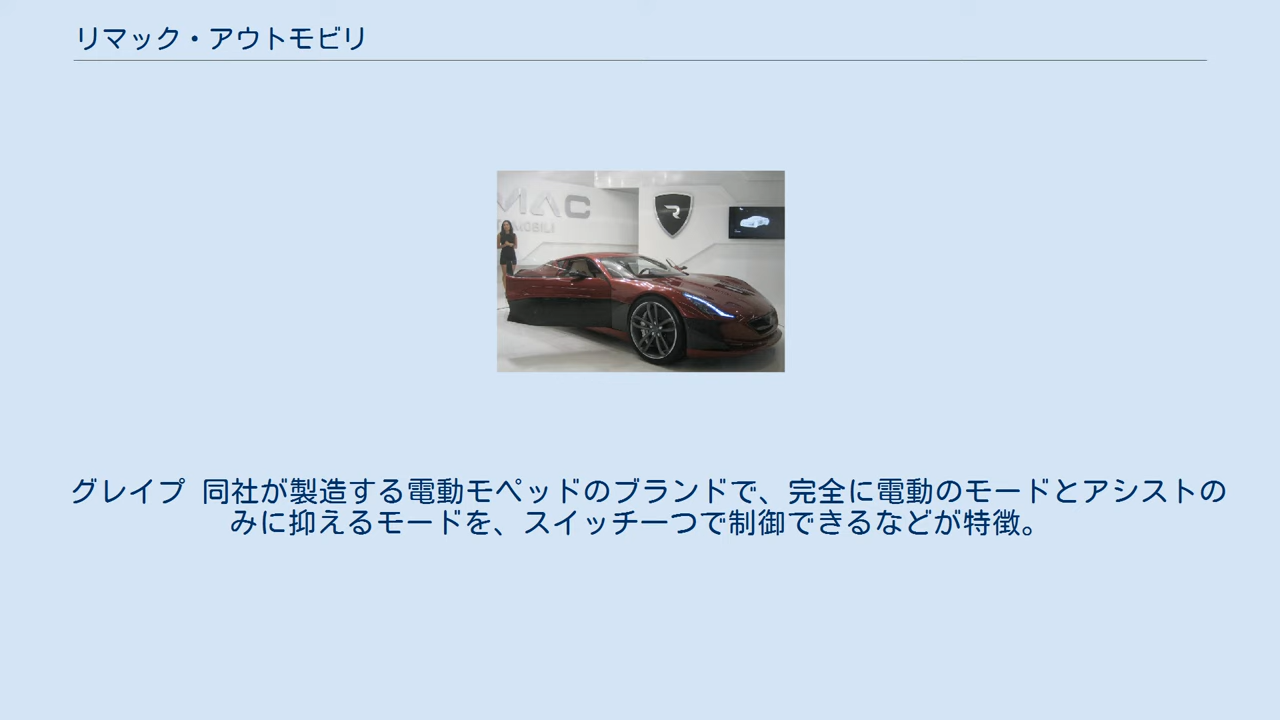 リマック・アウトモビリ
MAC
MOBILI
グレイプ 同社が製造する電動モペッドのブランドで、完全に電動のモードとアシストの
みに抑えるモードを、スイッチ一つで制御できるなどが特徴。